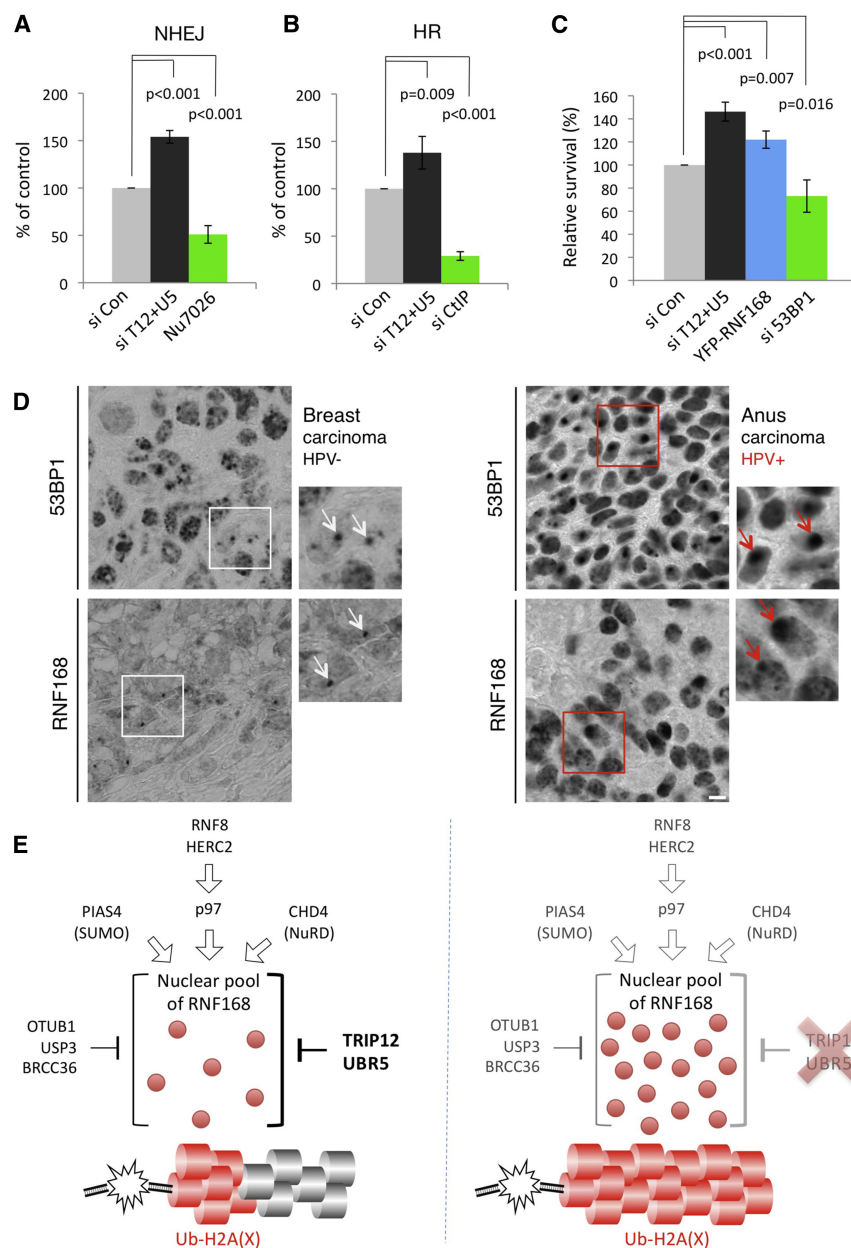 A
NHEJ
% of control
200
150
100
50
0
p<0.001
p<0.001
si Con
si T12+U5
Nu7026
B
HR
% of control
200
150
100
50
0
p=0.009
p<0.001
si Con
si T12+U5
si CtIP
C
Relative survival (%)
160
140
120
100
80
60
40
20
0
p<0.001
p=0.007
p=0.016
si Con
si T12+U5
YFP-RNF168
si 53BP1
D
53BP1
RNF168
Breast
carcinoma
HPV-
53BP1
RNF168
Anus
carcinoma
HPV+
E
RNF8
HERC2
PIAS4
(SUMO)
p97
CHD4
(NuRD)
Nuclear pool
of RNF168
OTUB1
USP3
BRCC36
TRIP12
UBR5
Ub-H2A(X)
RNF8
HERC2
PIAS4
(SUMO)
p97
CHD4
(NuRD)
Nuclear pool
of RNF168
OTUB1
USP3
BRCC36
TRIP1
UBR5
Ub-H2A(X)